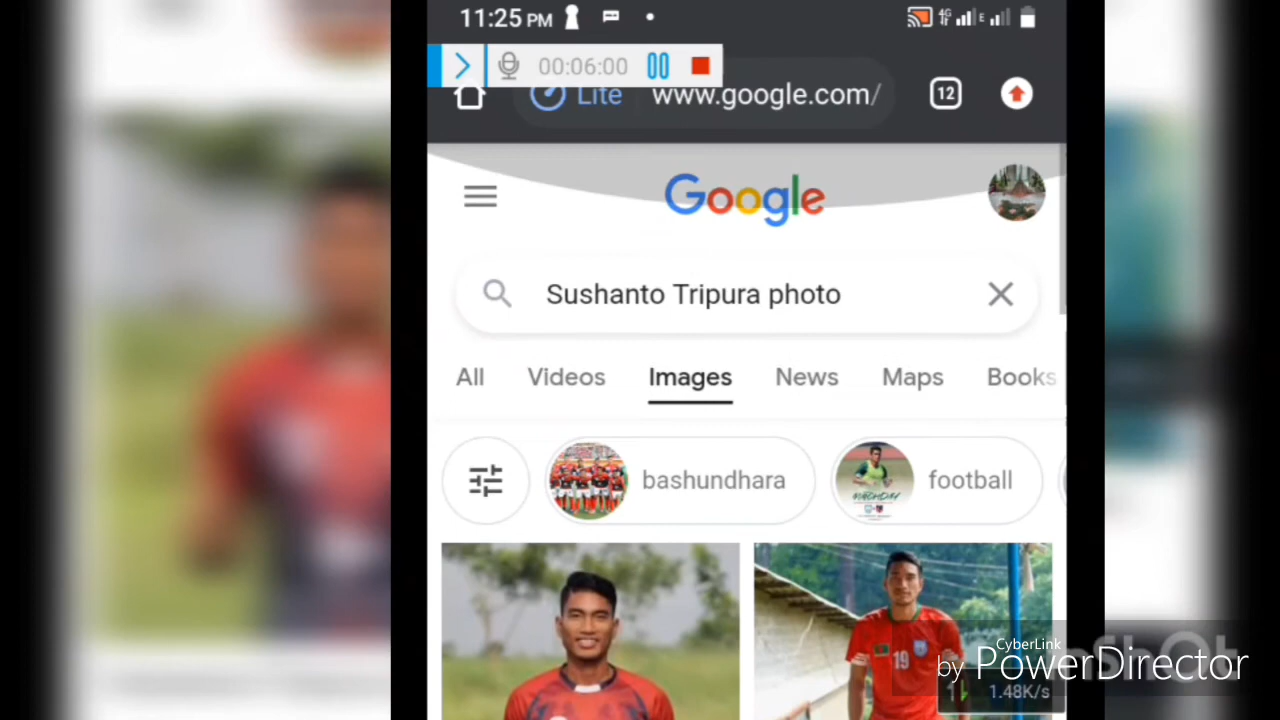 11:25 PM
4G E
00:06:00
Lite www.google.com/ 12
Google
Sushanto Tripura photo
All Videos Images News Maps Books
bashundhara football
19
CyberLink
by PowerDirector
1.48K/s